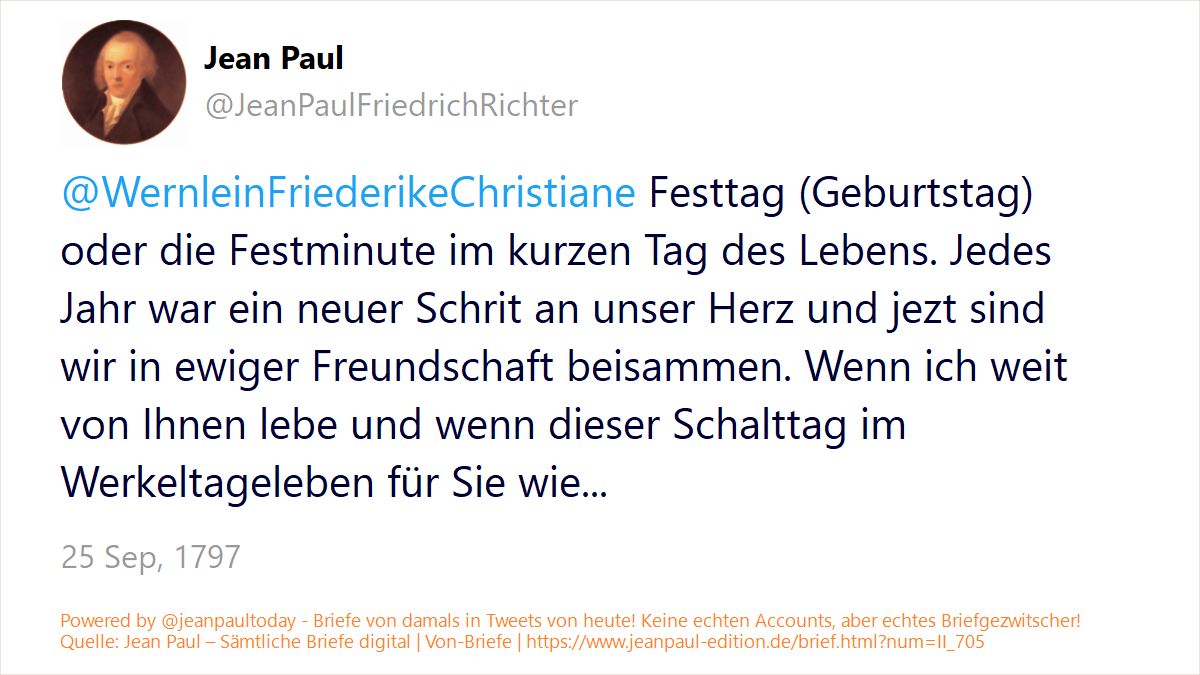 Jean Paul
@JeanPaulFriedrichRichter
@WernleinFriederikeChristiane Festtag (Geburtstag)
oder die Festminute im kurzen Tag des Lebens. Jedes
Jahr war ein neuer Schrit an unser Herz und jezt sind
wir in ewiger Freundschaft beisammen. Wenn ich weit
von Ihnen lebe und wenn dieser Schalttag im
Werkeltageleben für Sie wie...
25 Sep, 1797
Powered by @jeanpaultoday - Briefe von damals in Tweets von heute! Keine echten Accounts, aber echtes Briefgezwitscher!
Quelle: Jean Paul – Sämtliche Briefe digital | Von-Briefe | https://www.jeanpaul-edition.de/brief.html?num=II_705